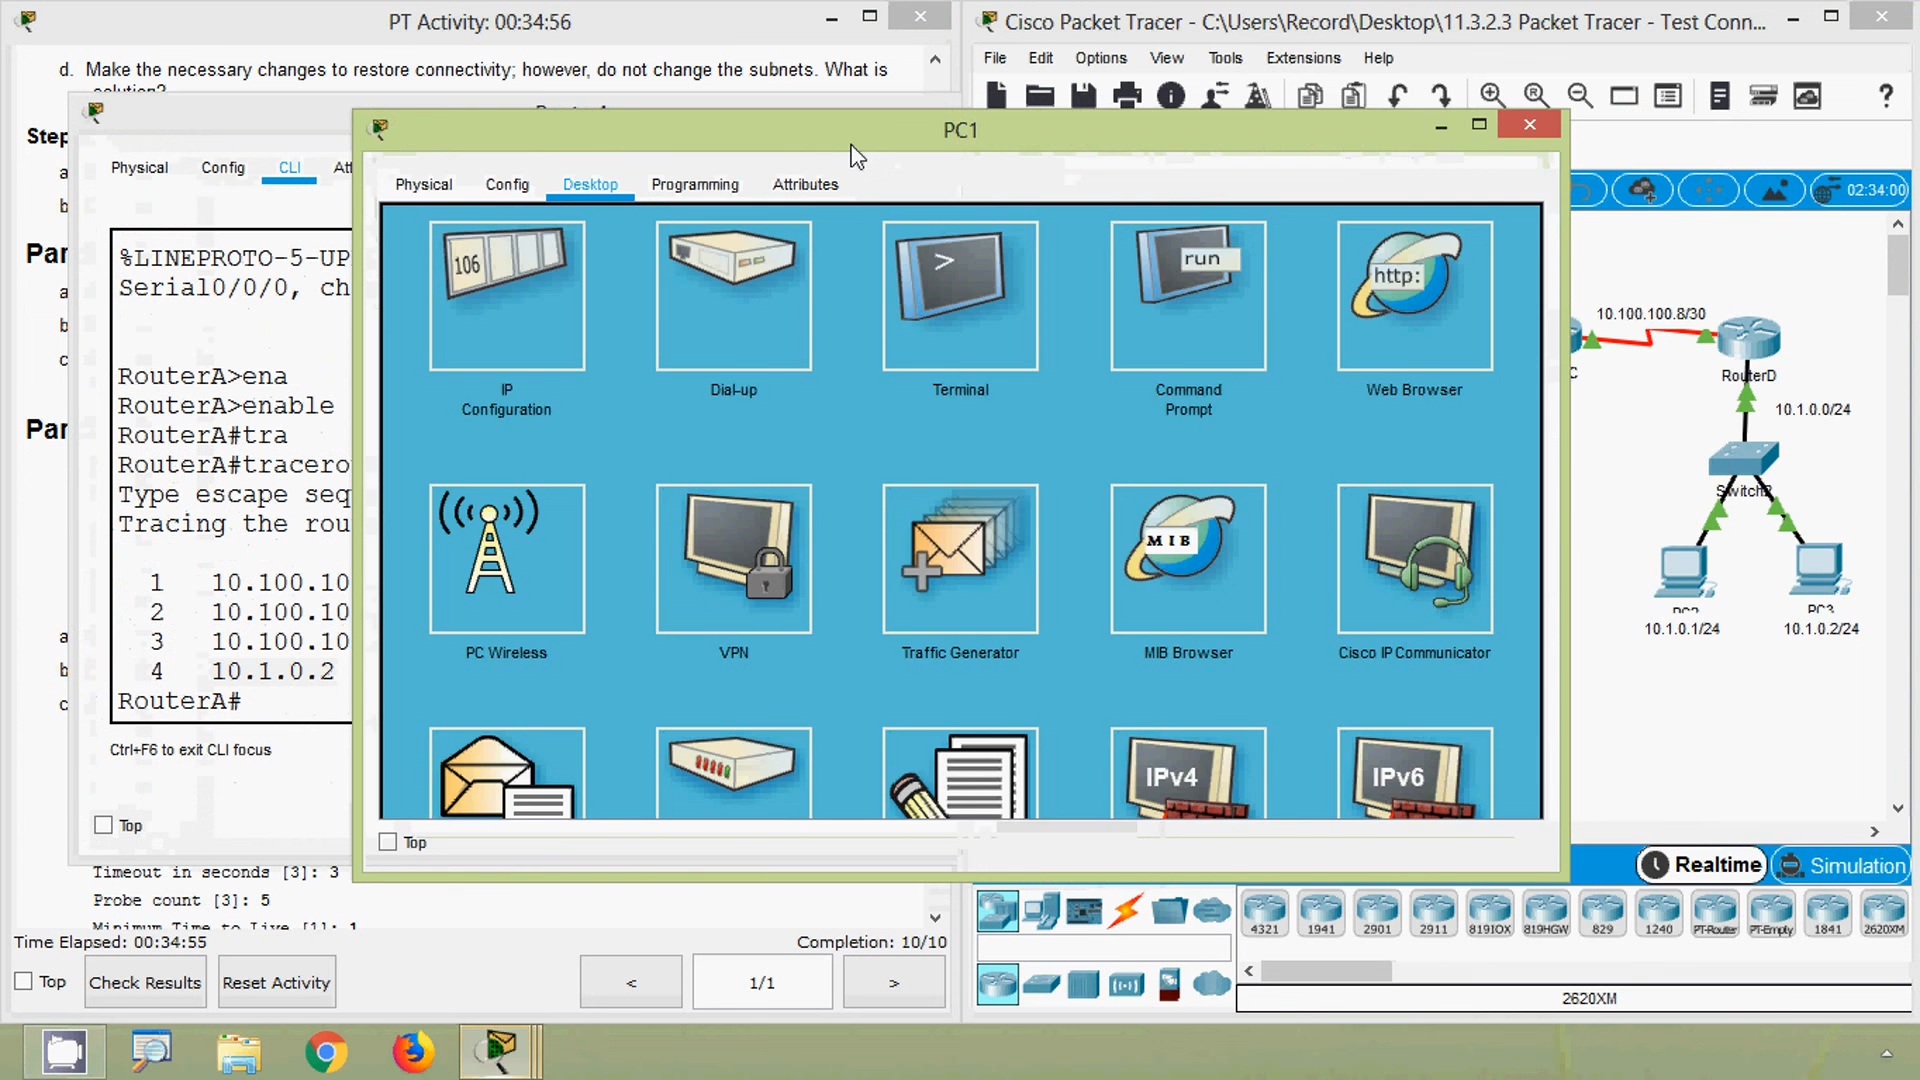 PT Activity: 00:34:56
d. Make the necessary changes to restore connectivity; however, do not change the subnets. What is
Step
a
b
Par
a
b
c
Par
a
b
c
Physical Config CLI
%LINEPROTO-5-UP
Serial0/0/0, ch
RouterA>ena
RouterA>enable
RouterA#tra
RouterA#tracero
Type escape seq
Tracing the rou
1 10.100.10
2 10.100.10
3 10.100.10
4 10.1.0.2
RouterA#
Ctrl+F6 to exit CLI focus
Top
Timeout in seconds [3]: 3
Probe count [3]: 5
Minimum Time to Live [1]: 1
Time Elapsed: 00:34:55
Completion: 10/10
Top
Check Results
Reset Activity
<
1/1
>
PC1
Physical Config Desktop Programming Attributes
106
>
run
http:
IP
Configuration
Dial-up
Terminal
Command
Prompt
Web Browser
MIB
PC Wireless
VPN
Traffic Generator
MIB Browser
Cisco IP Communicator
IPv4
IPv6
Top
Cisco Packet Tracer - C:\Users\Record\Desktop\11.3.2.3 Packet Tracer - Test Conn...
File Edit Options View Tools Extensions Help
?
02:34:00
10.100.100.8/30
C
RouterD
10.1.0.0/24
Switch2
PC2
10.1.0.1/24
PC3
10.1.0.2/24
Realtime
Simulation
4321 1941 2901 2911 819IOX 819HGW 829 1240 PT-Router PT-Empty 1841 2620XM
<
2620XM